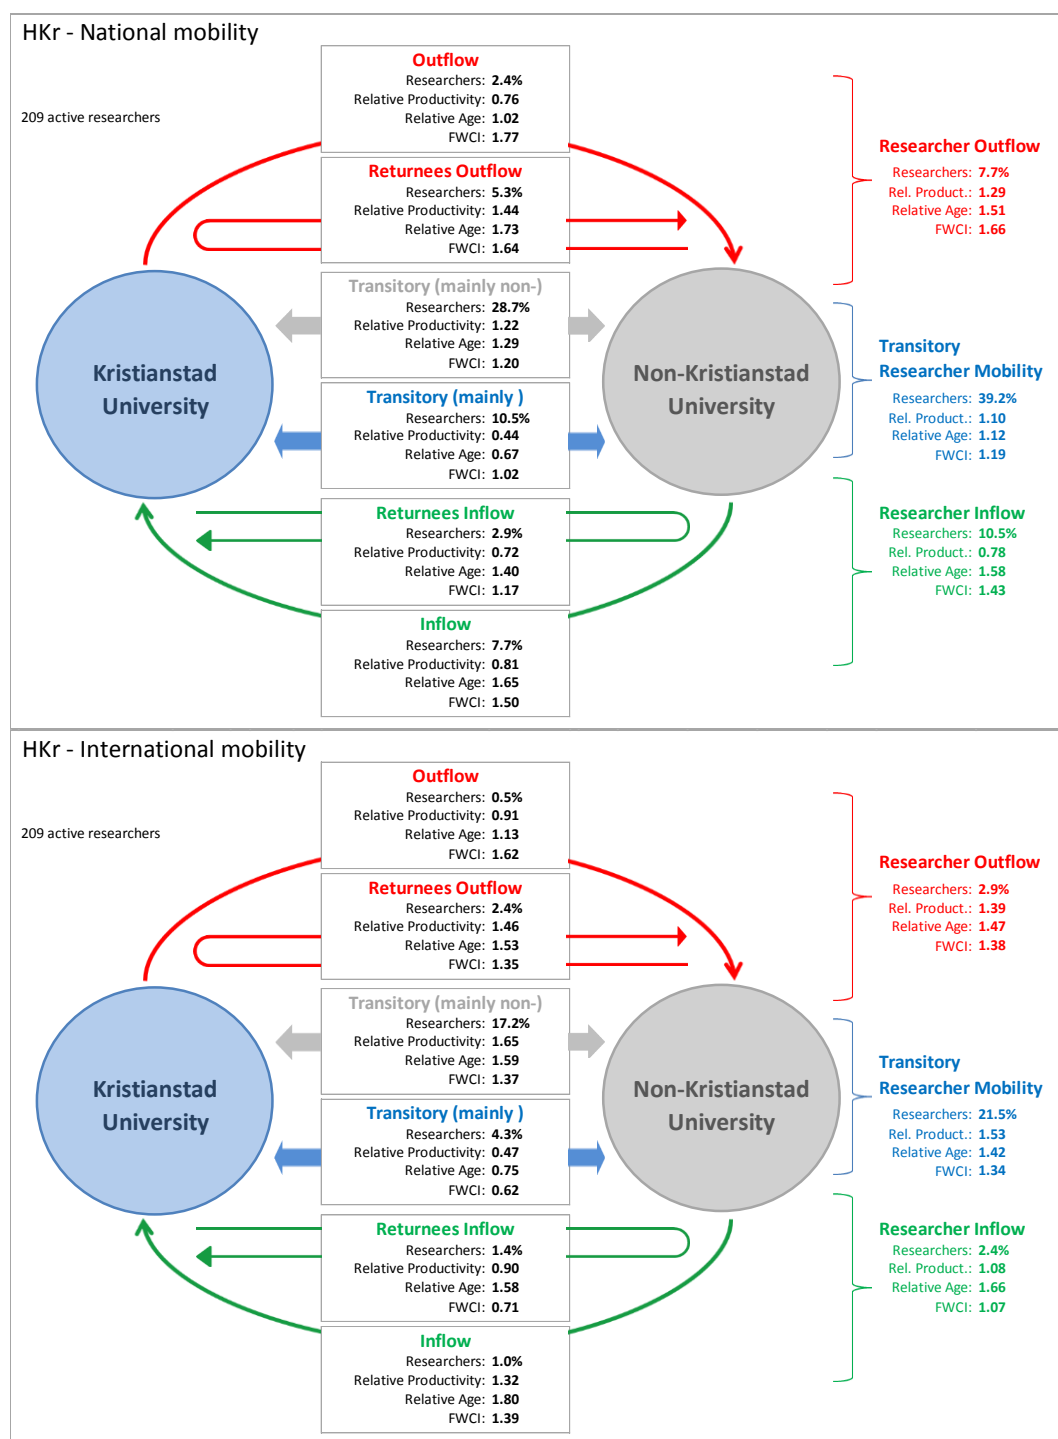 HKr - National mobility
209 active researchers
Outflow
Researchers: 2.4%
Relative Productivity: 0.76
Relative Age: 1.02
FWCI: 1.77
Returnees Outflow
Researchers: 5.3%
Relative Productivity: 1.44
Relative Age: 1.73
FWCI: 1.64
Transitory (mainly non-)
Researchers: 28.7%
Relative Productivity: 1.22
Relative Age: 1.29
FWCI: 1.20
Transitory (mainly )
Researchers: 10.5%
Relative Productivity: 0.44
Relative Age: 0.67
FWCI: 1.02
Returnees Inflow
Researchers: 2.9%
Relative Productivity: 0.72
Relative Age: 1.40
FWCI: 1.17
Inflow
Researchers: 7.7%
Relative Productivity: 0.81
Relative Age: 1.65
FWCI: 1.50
Kristianstad
University
Non-Kristianstad
University
Researcher Outflow
Researchers: 7.7%
Rel. Product.: 1.29
Relative Age: 1.51
FWCI: 1.66
Transitory
Researcher Mobility
Researchers: 39.2%
Rel. Product.: 1.10
Relative Age: 1.12
FWCI: 1.19
Researcher Inflow
Researchers: 10.5%
Rel. Product.: 0.78
Relative Age: 1.58
FWCI: 1.43
HKr - International mobility
209 active researchers
Outflow
Researchers: 0.5%
Relative Productivity: 0.91
Relative Age: 1.13
FWCI: 1.62
Returnees Outflow
Researchers: 2.4%
Relative Productivity: 1.46
Relative Age: 1.53
FWCI: 1.35
Transitory (mainly non-)
Researchers: 17.2%
Relative Productivity: 1.65
Relative Age: 1.59
FWCI: 1.37
Transitory (mainly )
Researchers: 4.3%
Relative Productivity: 0.47
Relative Age: 0.75
FWCI: 0.62
Returnees Inflow
Researchers: 1.4%
Relative Productivity: 0.90
Relative Age: 1.58
FWCI: 0.71
Inflow
Researchers: 1.0%
Relative Productivity: 1.32
Relative Age: 1.80
FWCI: 1.39
Kristianstad
University
Non-Kristianstad
University
Researcher Outflow
Researchers: 2.9%
Rel. Product.: 1.39
Relative Age: 1.47
FWCI: 1.38
Transitory
Researcher Mobility
Researchers: 21.5%
Rel. Product.: 1.53
Relative Age: 1.42
FWCI: 1.34
Researcher Inflow
Researchers: 2.4%
Rel. Product.: 1.08
Relative Age: 1.66
FWCI: 1.07